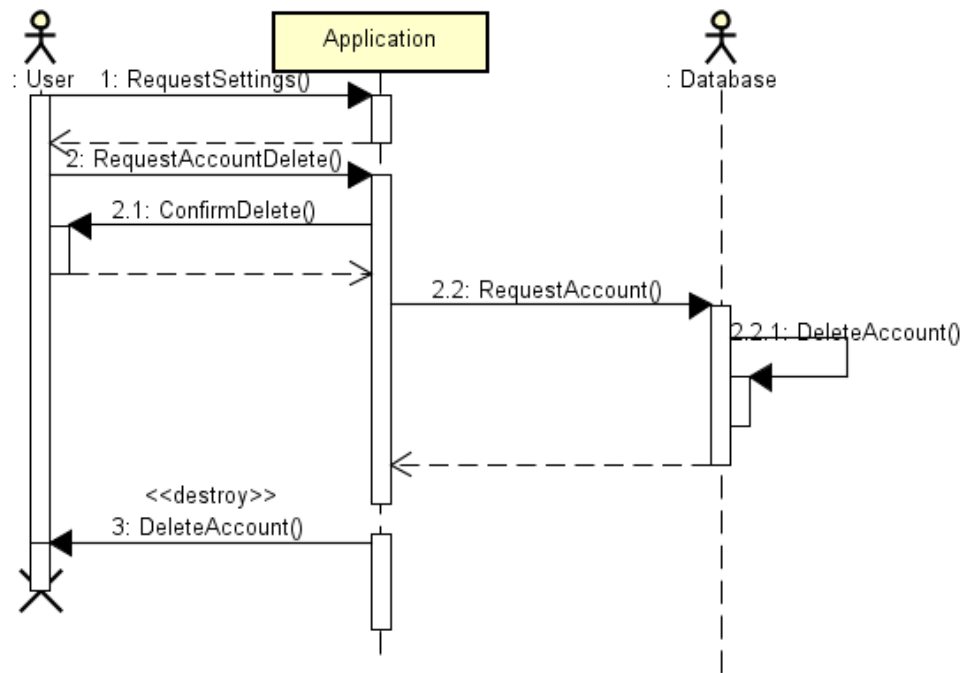 Application
: User
1: RequestSettings()
: Database
2: RequestAccountDelete()
2.1: ConfirmDelete()
2.2: RequestAccount()
2.2.1: DeleteAccount()
<<destroy>>
3: DeleteAccount()